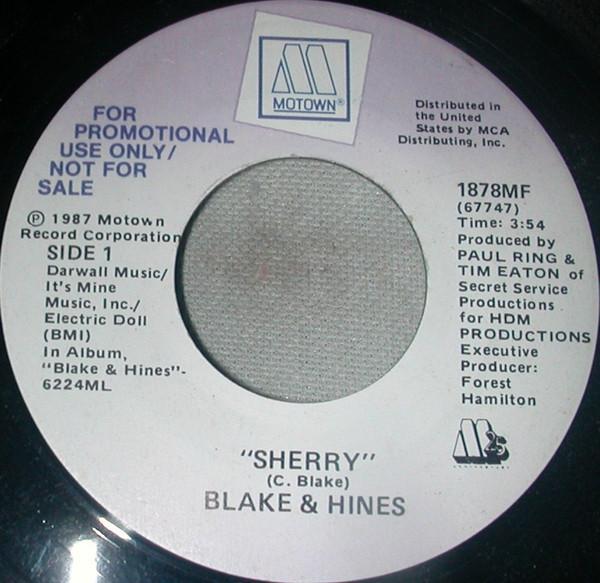 MOTOWN®
FOR
PROMOTIONAL
USE ONLY/
NOT FOR
SALE
Distributed in
the United
States by MCA
Distributing, Inc.
℗ 1987 Motown
Record Corporation
SIDE 1
Darwall Music/
It's Mine
Music, Inc./
Electric Doll
(BMI)
In Album,
"Blake & Hines"-
6224ML
1878MF
(67747)
Time: 3:54
Produced by
PAUL RING &
TIM EATON of
Secret Service
Productions
for HDM
PRODUCTIONS
Executive
Producer:
Forest
Hamilton
M25
"SHERRY"
(C. Blake)
BLAKE & HINES